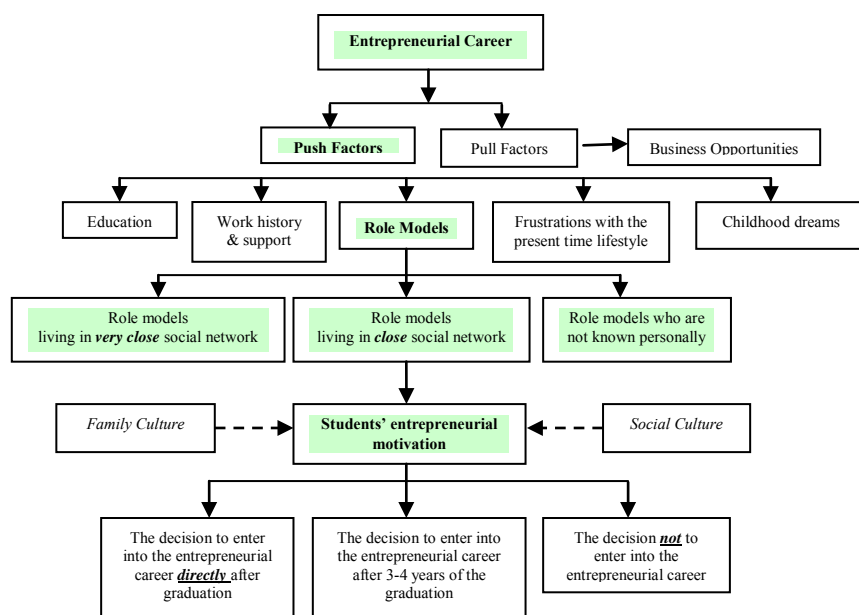 Entrepreneurial Career
Push Factors
Pull Factors
Business Opportunities
Education
Work history
& support
Role Models
Frustrations with the
present time lifestyle
Childhood dreams
Role models
living in very close social network
Role models
living in close social network
Role models who are
not known personally
Family Culture
Students’ entrepreneurial
motivation
Social Culture
The decision to enter
into the entrepreneurial
career directly after
graduation
The decision to enter into
the entrepreneurial career
after 3-4 years of the
graduation
The decision not to
enter into the
entrepreneurial career